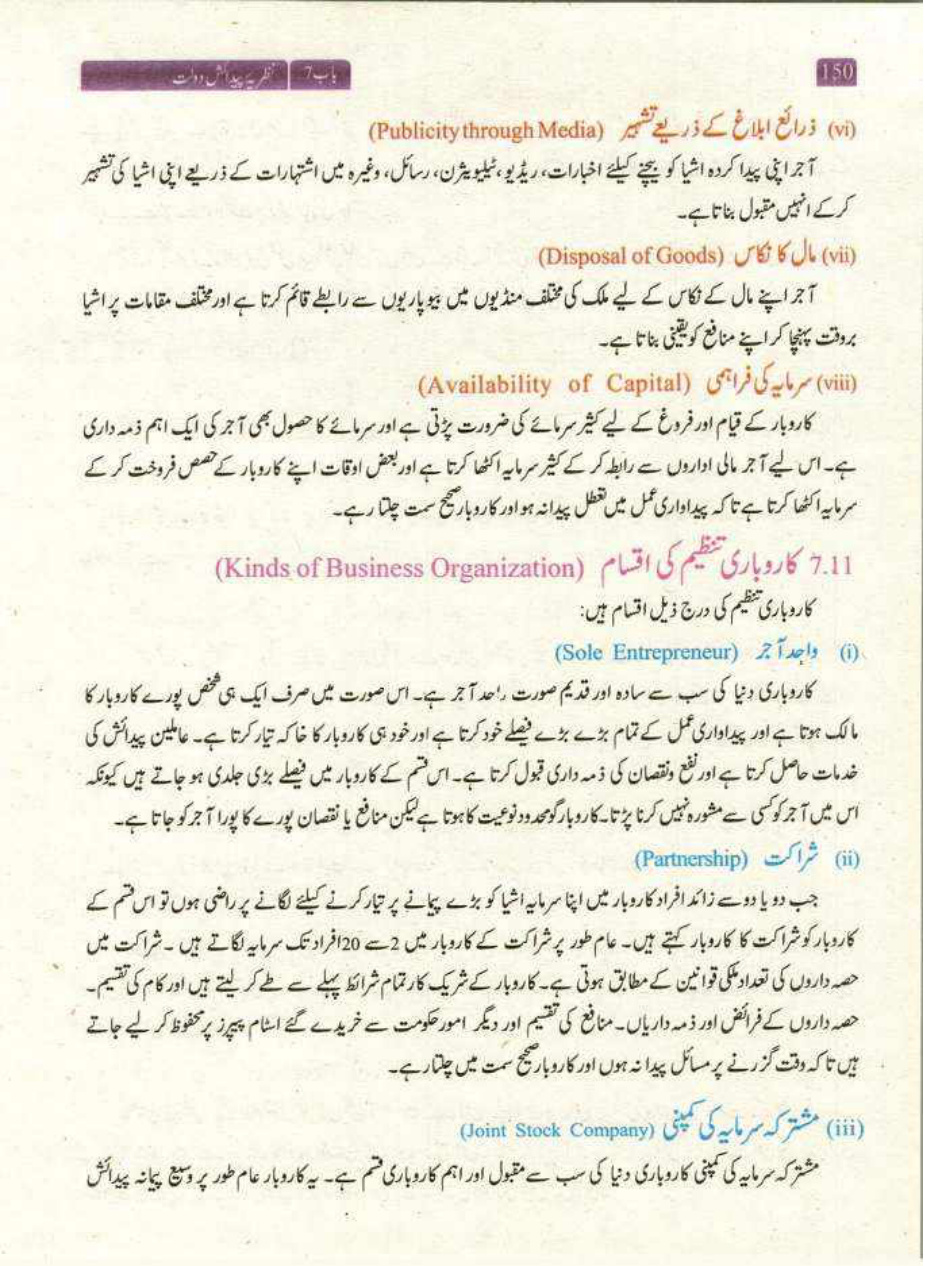 150
باب 7 نظریۂ پیدائش دولت
(vi) ذرائع ابلاغ کے ذریعے تشہیر (Publicity through Media)
آجر اپنی پیدا کردہ اشیا کو بیچنے کیلئے اخبارات، ریڈیو، ٹیلیویژن، رسائل، وغیرہ میں اشتہارات کے ذریعے اپنی اشیا کی تشہیر
کر کے انہیں مقبول بناتا ہے۔
(vii) مال کا نکاس (Disposal of Goods)
آجر اپنے مال کے نکاس کے لیے ملک کی مختلف منڈیوں میں بیوپاریوں سے رابطے قائم کرتا ہے اور مختلف مقامات پر اشیا
بروقت پہنچا کر اپنے منافع کو یقینی بناتا ہے۔
(viii) سرمایہ کی فراہمی (Availability of Capital)
کاروبار کے قیام اور فروغ کے لیے کثیر سرمائے کی ضرورت پڑتی ہے اور سرمائے کا حصول بھی آجر کی ایک اہم ذمہ داری
ہے۔ اس لیے آجر مالی اداروں سے رابطہ کر کے کثیر سرمایہ اکٹھا کرتا ہے اور بعض اوقات اپنے کاروبار کے حصص فروخت کر کے
سرمایہ اکٹھا کرتا ہے تاکہ پیداواری عمل میں تعطل پیدا نہ ہو اور کاروبار صحیح سمت چلتا رہے۔
7.11 کاروباری تنظیم کی اقسام (Kinds of Business Organization)
کاروباری تنظیم کی درج ذیل اقسام ہیں:
(i) واحد آجر (Sole Entrepreneur)
کاروباری دنیا کی سب سے سادہ اور قدیم صورت واحد آجر ہے۔ اس صورت میں صرف ایک ہی شخص پورے کاروبار کا
مالک ہوتا ہے اور پیداواری عمل کے تمام بڑے بڑے فیصلے خود کرتا ہے اور خود ہی کاروبار کا خاکہ تیار کرتا ہے۔ عاملین پیدائش کی
خدمات حاصل کرتا ہے اور نفع ونقصان کی ذمہ داری قبول کرتا ہے۔ اس قسم کے کاروبار میں فیصلے بڑی جلدی ہو جاتے ہیں کیونکہ
اس میں آجر کو کسی سے مشورہ نہیں کرنا پڑتا۔ کاروبار گو محدود نوعیت کا ہوتا ہے لیکن منافع یا نقصان پورے کا پورا آجر کو جاتا ہے۔
(ii) شراکت (Partnership)
جب دو یا دو سے زائد افراد کاروبار میں اپنا سرمایہ اشیا کو بڑے پیمانے پر تیار کرنے کیلئے لگانے پر راضی ہوں تو اس قسم کے
کاروبار کو شراکت کا کاروبار کہتے ہیں۔ عام طور پر شراکت کے کاروبار میں 2 سے 20 افراد تک سرمایہ لگاتے ہیں۔ شراکت میں
حصہ داروں کی تعداد ملکی قوانین کے مطابق ہوتی ہے۔ کاروبار کے شریک کار تمام شرائط پہلے سے طے کر لیتے ہیں اور کام کی تقسیم۔
حصہ داروں کے فرائض اور ذمہ داریاں۔ منافع کی تقسیم اور دیگر امور حکومت سے خریدے گئے اسٹام پیپرز پر محفوظ کر لیے جاتے
ہیں تاکہ وقت گزرنے پر مسائل پیدا نہ ہوں اور کاروبار صحیح سمت میں چلتا رہے۔
(iii) مشترکہ سرمایہ کی کمپنی (Joint Stock Company)
مشترکہ سرمایہ کی کمپنی کاروباری دنیا کی سب سے مقبول اور اہم کاروباری قسم ہے۔ یہ کاروبار عام طور پر وسیع پیمانہ پیدائش